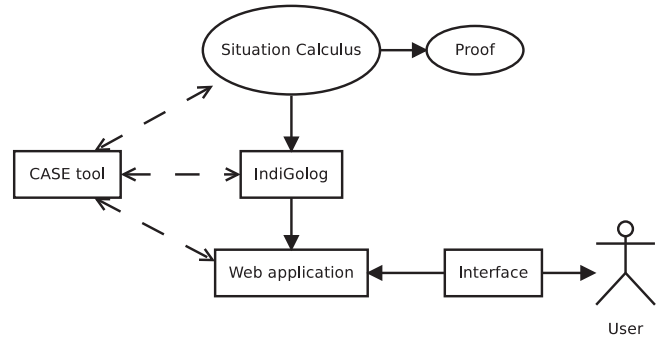 Situation Calculus
Proof
CASE tool
IndiGolog
Web application
Interface
User